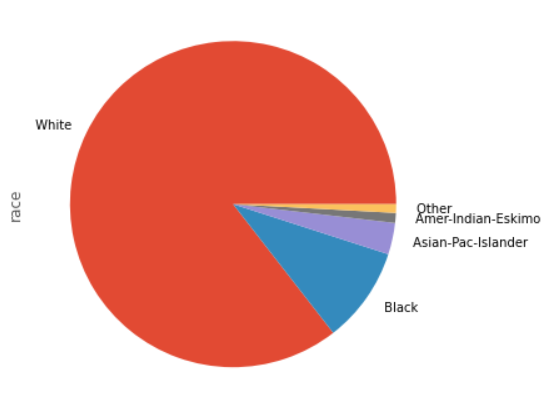 White
race
Other
Amer-Indian-Eskimo
Asian-Pac-Islander
Black